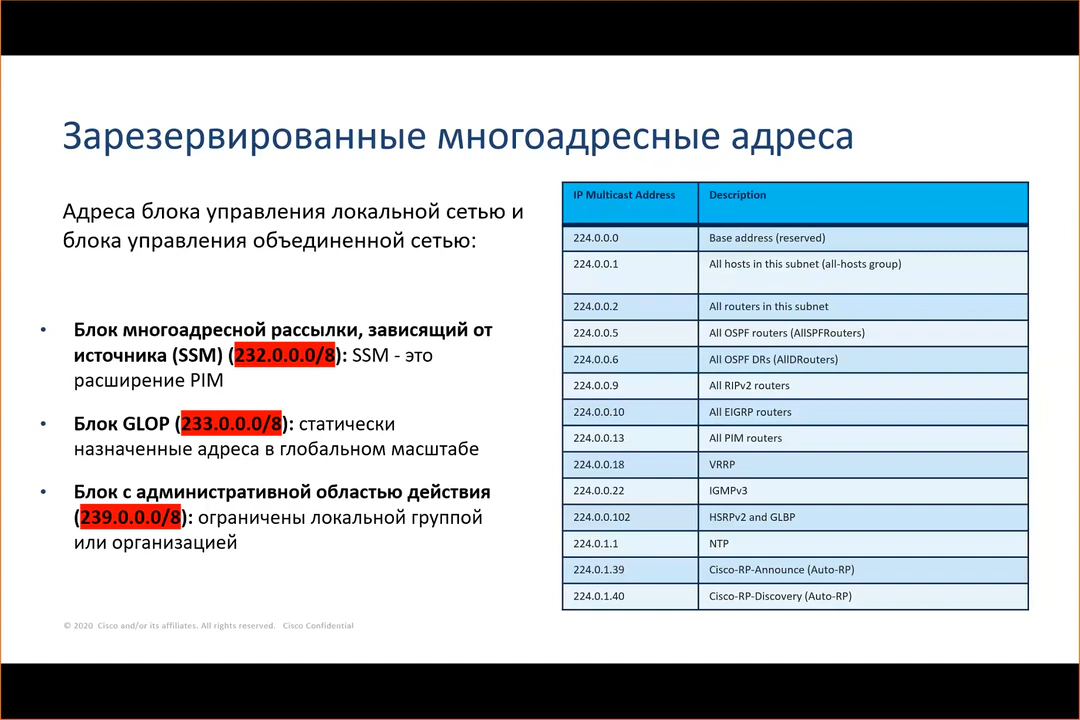 Зарезервированные многоадресные адреса
Адреса блока управления локальной сетью и
блока управления объединенной сетью:
• Блок многоадресной рассылки, зависящий от
источника (SSM) (232.0.0.0/8): SSM - это
расширение PIM
• Блок GLOP (233.0.0.0/8): статически
назначенные адреса в глобальном масштабе
• Блок с административной областью действия
(239.0.0.0/8): ограничены локальной группой
или организацией
IP Multicast Address Description
224.0.0.0 Base address (reserved)
224.0.0.1 All hosts in this subnet (all-hosts group)
224.0.0.2 All routers in this subnet
224.0.0.5 All OSPF routers (AllSPFRouters)
224.0.0.6 All OSPF DRs (AllDRouters)
224.0.0.9 All RIPv2 routers
224.0.0.10 All EIGRP routers
224.0.0.13 All PIM routers
224.0.0.18 VRRP
224.0.0.22 IGMPv3
224.0.0.102 HSRPv2 and GLBP
224.0.1.1 NTP
224.0.1.39 Cisco-RP-Announce (Auto-RP)
224.0.1.40 Cisco-RP-Discovery (Auto-RP)
© 2020 Cisco and/or its affiliates. All rights reserved. Cisco Confidential